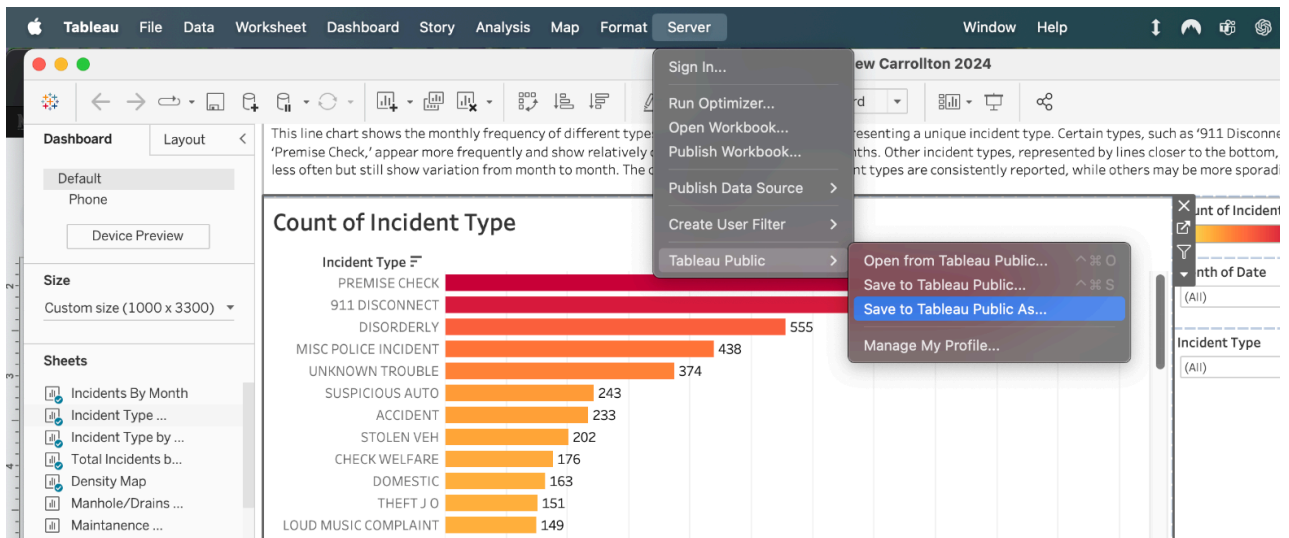 Tableau File Data Worksheet Dashboard Story Analysis Map Format Server Window Help
ew Carrollton 2024
Sign In...
Run Optimizer...
Open Workbook...
Publish Workbook...
Publish Data Source
Create User Filter
Tableau Public
Open from Tableau Public... ^⌘O
Save to Tableau Public... ^⌘S
Save to Tableau Public As...
Manage My Profile...
rd
Dashboard Layout
Default
Phone
Device Preview
Size
Custom size (1000 x 3300)
Sheets
Incidents By Month
Incident Type ...
Incident Type by ...
Total Incidents b...
Density Map
Manhole/Drains ...
Maintanence ...
This line chart shows the monthly frequency of different type resenting a unique incident type. Certain types, such as ‘911 Disconne
‘Premise Check,’ appear more frequently and show relatively ths. Other incident types, represented by lines closer to the bottom,
less often but still show variation from month to month. The nt types are consistently reported, while others may be more sporadi
Count of Incident Type
Incident Type
PREMISE CHECK
911 DISCONNECT
DISORDERLY 555
MISC POLICE INCIDENT 438
UNKNOWN TROUBLE 374
SUSPICIOUS AUTO 243
ACCIDENT 233
STOLEN VEH 202
CHECK WELFARE 176
DOMESTIC 163
THEFT J O 151
LOUD MUSIC COMPLAINT 149
unt of Incident
nth of Date
(All)
Incident Type
(All)
2
3
4